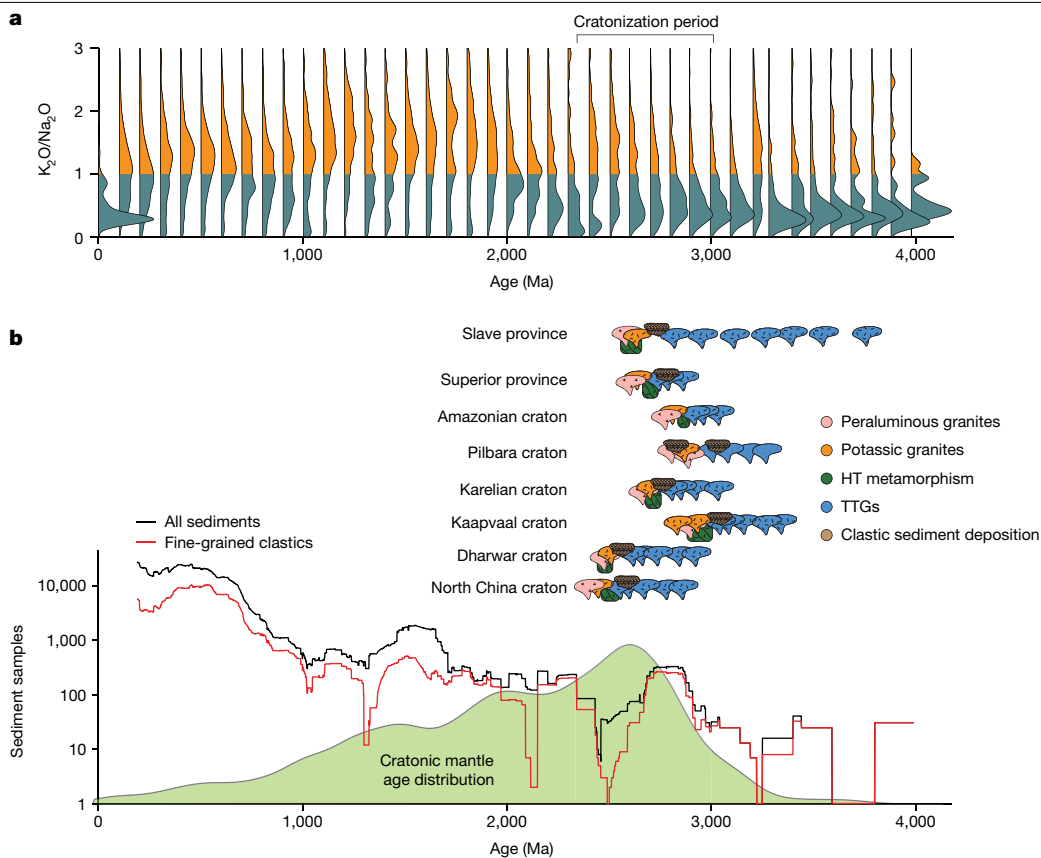 a
Cratonization period
3
2
1
0
K2O/Na2O
0
1,000
2,000
3,000
4,000
Age (Ma)
b
Slave province
Superior province
Amazonian craton
Pilbara craton
Karelian craton
Kaapvaal craton
Dharwar craton
North China craton
Peraluminous granites
Potassic granites
HT metamorphism
TTGs
Clastic sediment deposition
All sediments
Fine-grained clastics
10,000
1,000
100
10
1
Sediment samples
Cratonic mantle
age distribution
0
1,000
2,000
3,000
4,000
Age (Ma)